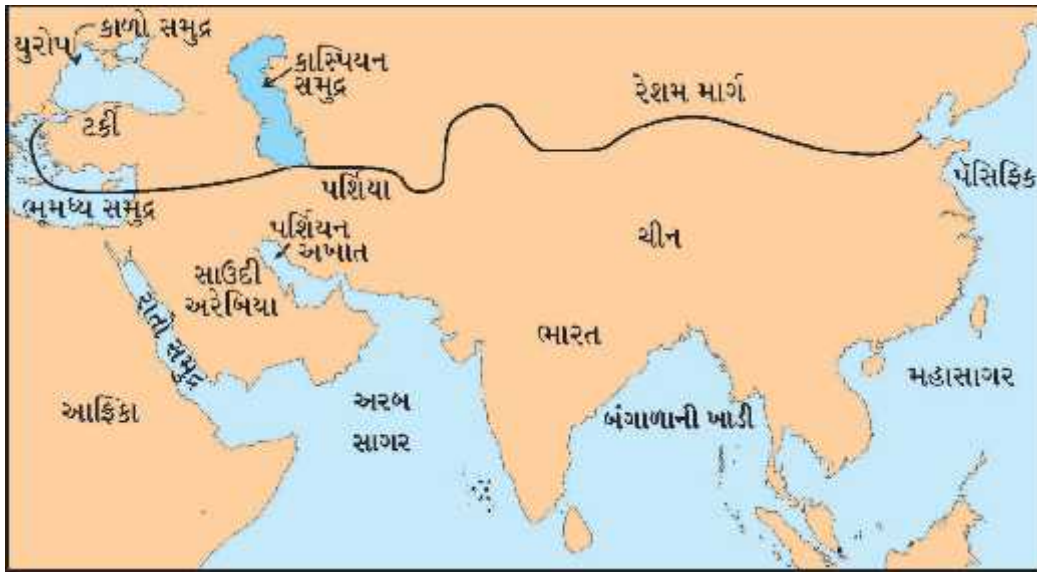 કાળો સમુદ્ર
યુરોપ
કાસ્પિયન
સમુદ્ર
રેશમ માર્ગ
ટર્કી
પર્શિયા
પૅસિફિક
ભૂમધ્ય સમુદ્ર
પર્શિયન
અખાત
ચીન
સાઉદી
અરેબિયા
રાતો સમુદ્ર
ભારત
મહાસાગર
અરબ
સાગર
આફ્રિકા
બંગાળાની ખાડી